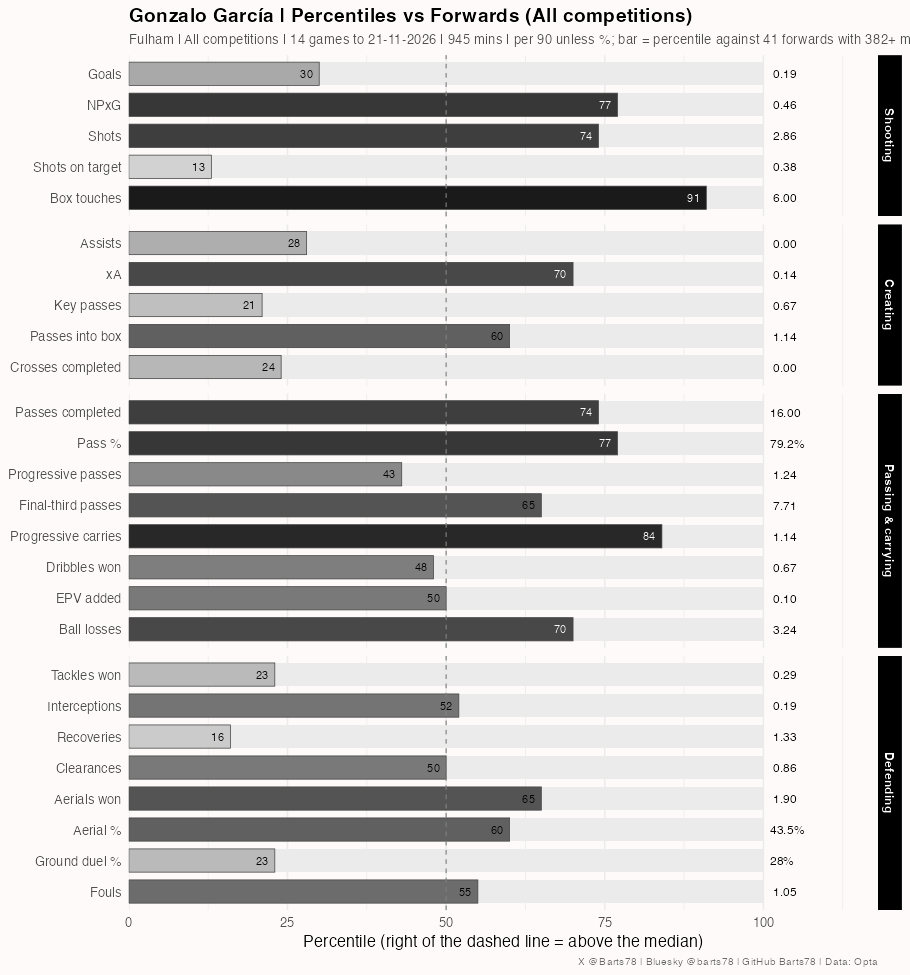 Gonzalo García | Percentiles vs Forwards (All competitions)
Fulham | All competitions | 14 games to 21-11-2026 | 945 mins | per 90 unless %; bar = percentile against 41 forwards with 382+ m
Goals 30 0.19
NPxG 77 0.46
Shots 74 2.86
Shots on target 13 0.38
Box touches 91 6.00
Shooting
Assists 28 0.00
xA 70 0.14
Key passes 21 0.67
Passes into box 60 1.14
Crosses completed 24 0.00
Creating
Passes completed 74 16.00
Pass % 77 79.2%
Progressive passes 43 1.24
Final-third passes 65 7.71
Progressive carries 84 1.14
Dribbles won 48 0.67
EPV added 50 0.10
Ball losses 70 3.24
Passing & carrying
Tackles won 23 0.29
Interceptions 52 0.19
Recoveries 16 1.33
Clearances 50 0.86
Aerials won 65 1.90
Aerial % 60 43.5%
Ground duel % 23 28%
Fouls 55 1.05
Defending
0 25 50 75 100
Percentile (right of the dashed line = above the median)
X @Barts78 | Bluesky @barts78 | GitHub Barts78 | Data: Opta